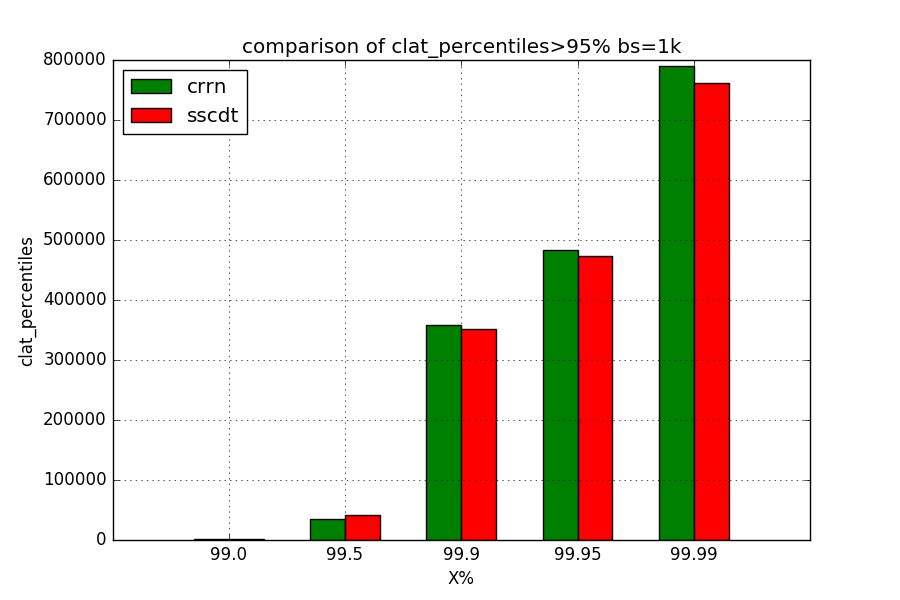 comparison of clat_percentiles>95% bs=1k
crrn
sscdt
800000
700000
600000
500000
400000
300000
200000
100000
0
clat_percentiles
99.0 99.5 99.9 99.95 99.99
X%